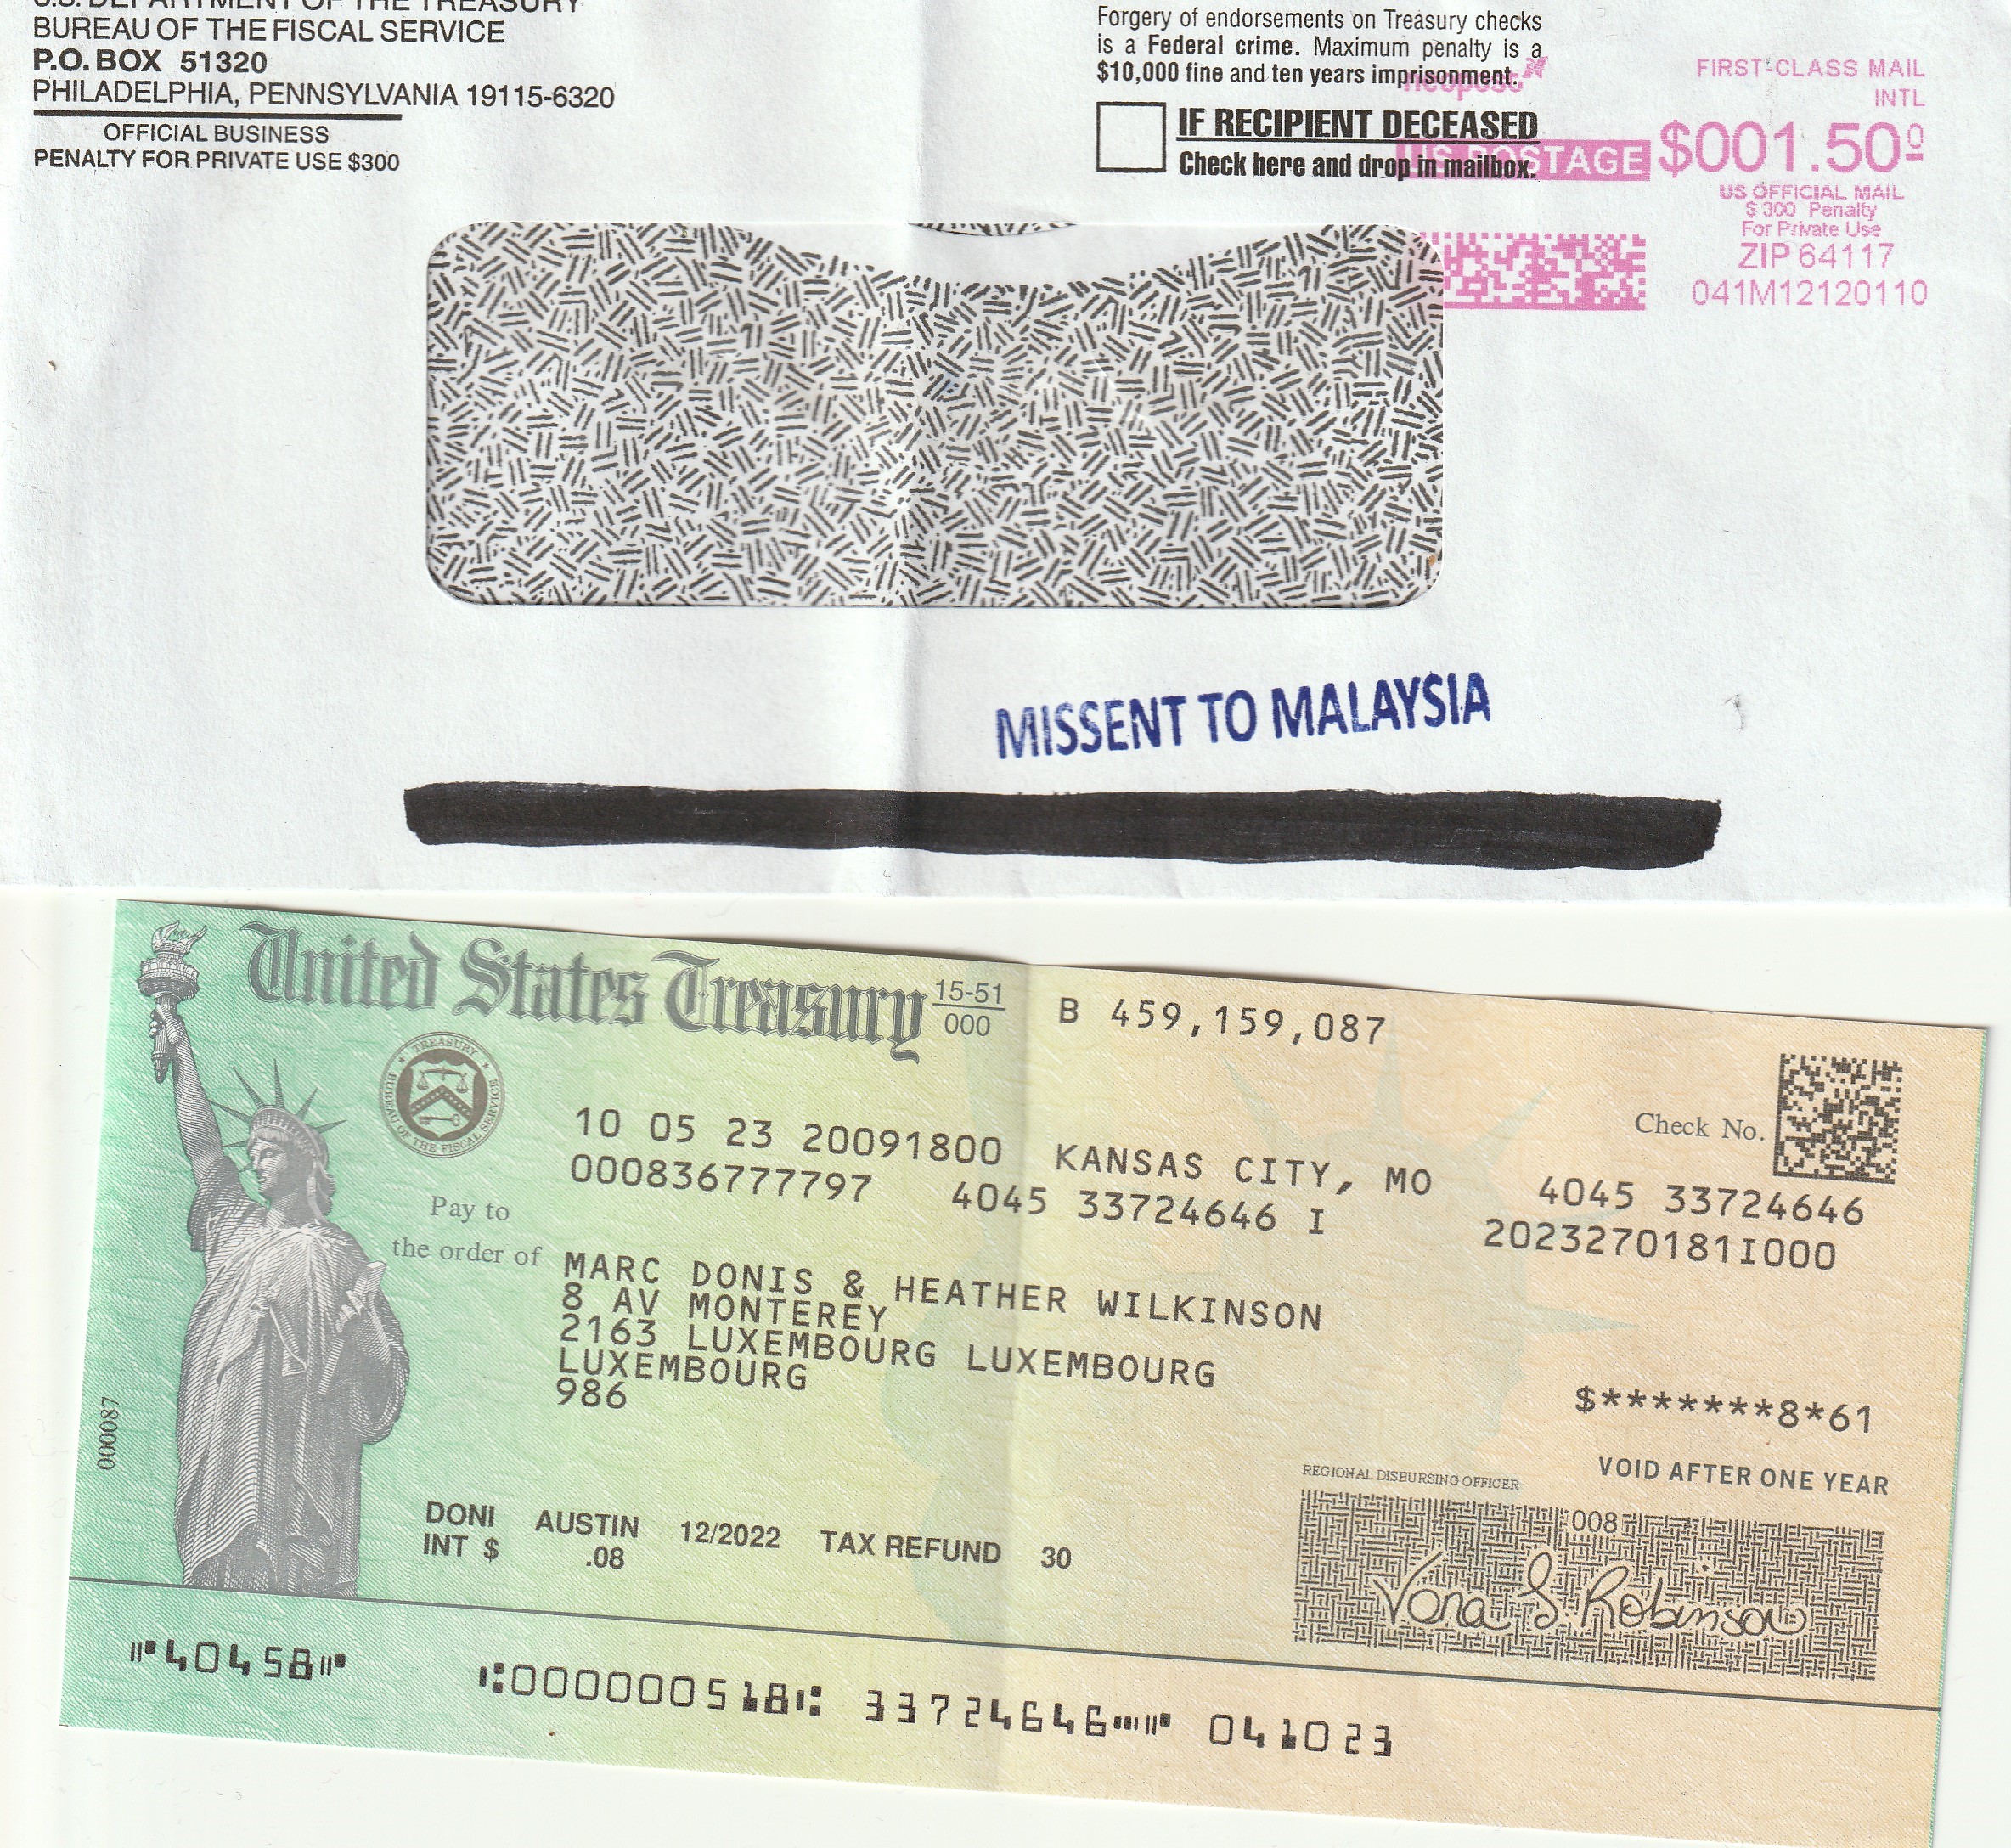 U.S. DEPARTMENT OF THE TREASURY
BUREAU OF THE FISCAL SERVICE
P.O. BOX 51320
PHILADELPHIA, PENNSYLVANIA 19115-6320
OFFICIAL BUSINESS
PENALTY FOR PRIVATE USE $300
Forgery of endorsements on Treasury checks
is a Federal crime. Maximum penalty is a
$10,000 fine and ten years imprisonment.
IF RECIPIENT DECEASED
Check here and drop in mailbox.
neopost
FIRST-CLASS MAIL
INTL
US POSTAGE $001.50⁰
US OFFICIAL MAIL
$ 300 Penalty
For Private Use
ZIP 64117
041M12120110
MISSENT TO MALAYSIA
United States Treasury 15-51
000
B 459,159,087
TREASURY
BUREAU OF THE FISCAL SERVICE
Check No.
10 05 23 20091800 KANSAS CITY, MO 4045 33724646
000836777797 4045 33724646 I 2023270181I000
Pay to
the order of
MARC DONIS & HEATHER WILKINSON
8 AV MONTEREY
2163 LUXEMBOURG LUXEMBOURG
LUXEMBOURG
986
$*******8*61
VOID AFTER ONE YEAR
000087
REGIONAL DISBURSING OFFICER
008
Vona S. Robinson
DONI AUSTIN 12/2022 TAX REFUND 30
INT $ .08
⑈40458⑈ ⑆000000518⑆ 33724646⑉⑈ 041023